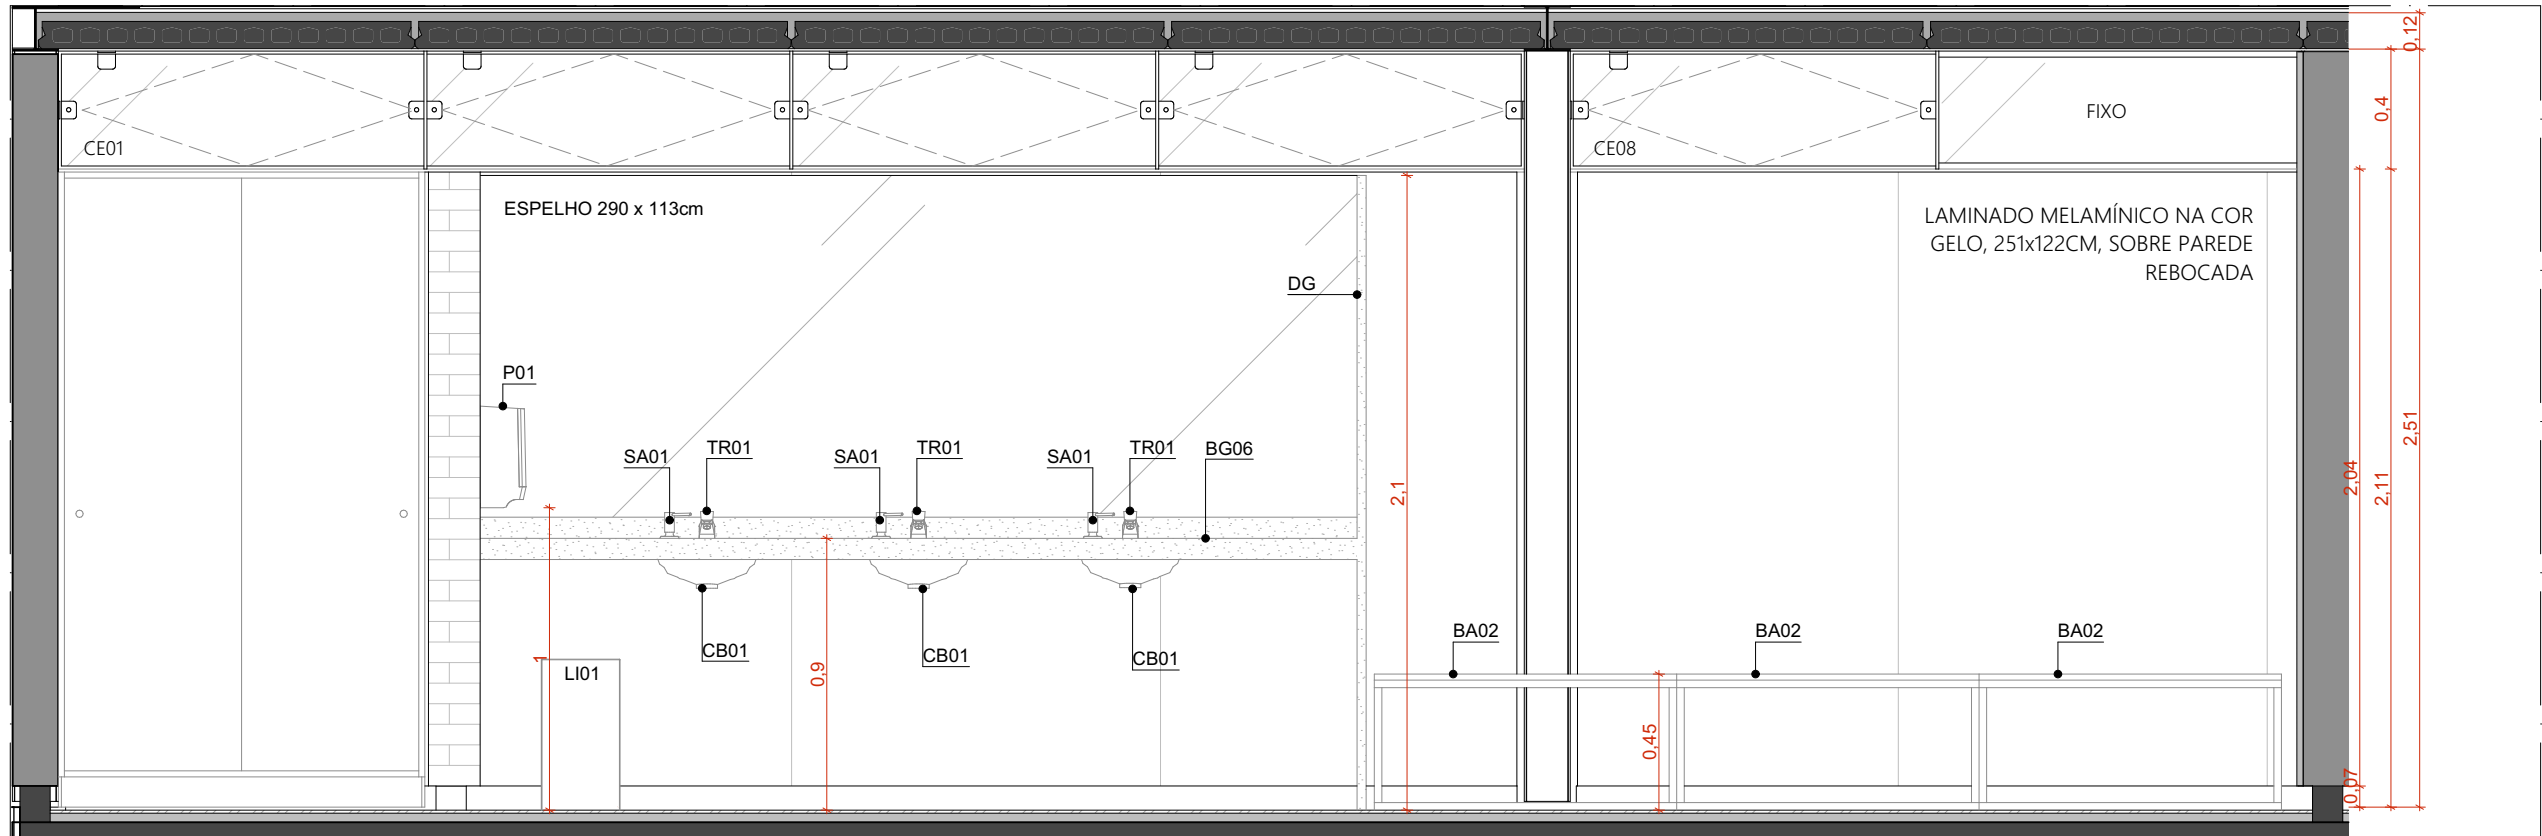 0,12
CE01
CE08
FIXO
0,4
ESPELHO 290 x 113cm
LAMINADO MELAMÍNICO NA COR
GELO, 251x122CM, SOBRE PAREDE
REBOCADA
DG
P01
SA01
TR01
SA01
TR01
SA01
TR01
BG06
2,1
2,04
2,11
2,51
CB01
CB01
CB01
BA02
BA02
BA02
1
LI01
0,9
0,45
0,07